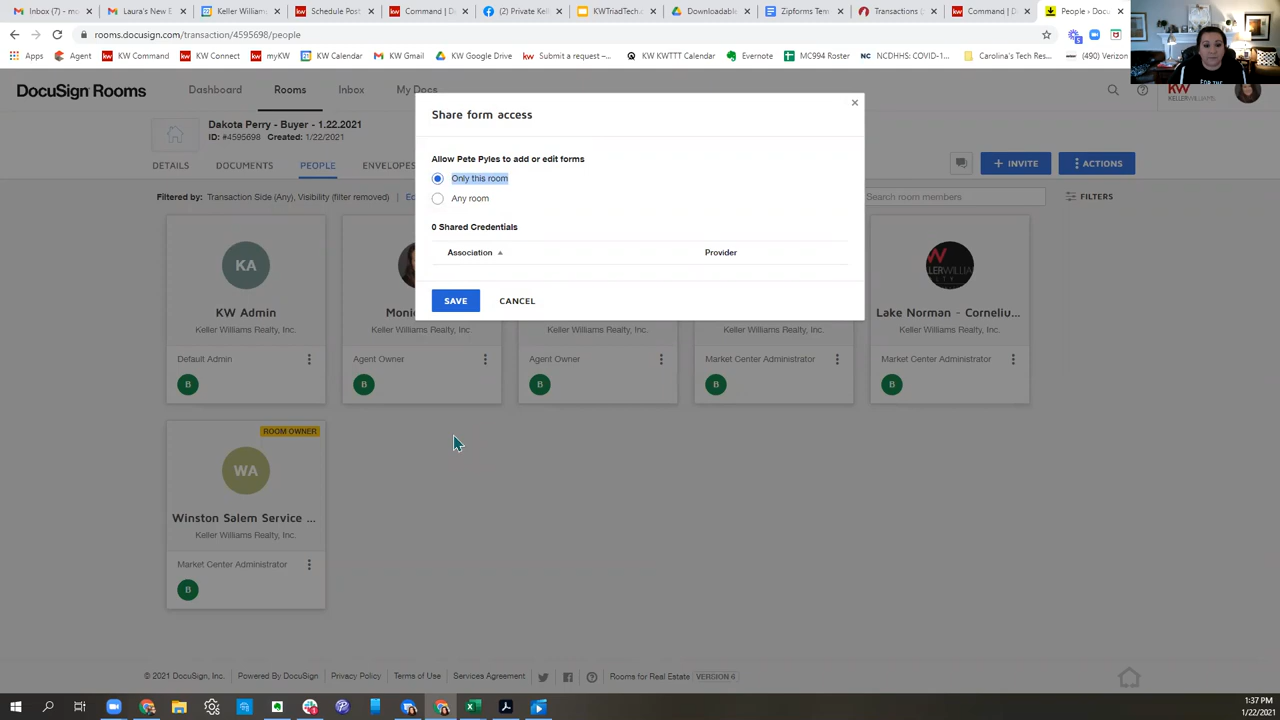 Inbox (7) - m
Laura's New E
Keller William
Schedule Post
Command | D
(2) Private Kell
KWTriadTech.c
Downloadable
Zipforms Tem
Transactions (
Command | D
People › Docu
rooms.docusign.com/transaction/4595698/people
Apps Agent KW Command KW Connect myKW KW Calendar KW Gmail KW Google Drive Submit a request –... KW KWTTT Calendar Evernote MC994 Roster NCDHHS: COVID-1... Carolina's Tech Res... (490) Verizon
DocuSign Rooms Dashboard Rooms Inbox My Docs
kw
KELLERWILLIAMS
Dakota Perry - Buyer - 1.22.2021
ID: #4595698 Created: 1/22/2021
DETAILS DOCUMENTS PEOPLE ENVELOPES
INVITE ACTIONS
Filtered by: Transaction Side (Any), Visibility (filter removed) |
Search room members FILTERS
Share form access
Allow Pete Pyles to add or edit forms
Only this room
Any room
0 Shared Credentials
Association Provider
SAVE CANCEL
KA
KW Admin
Keller Williams Realty, Inc.
Default Admin
B
Keller Williams Realty, Inc.
Agent Owner
B
Keller Williams Realty, Inc.
Agent Owner
B
Keller Williams Realty, Inc.
Market Center Administrator
B
Lake Norman - Corneliu...
Keller Williams Realty, Inc.
Market Center Administrator
B
ROOM OWNER
WA
Winston Salem Service ...
Keller Williams Realty, Inc.
Market Center Administrator
B
© 2021 DocuSign, Inc. Powered By DocuSign Privacy Policy Terms of Use Services Agreement Rooms for Real Estate VERSION 6
1:37 PM
1/22/2021